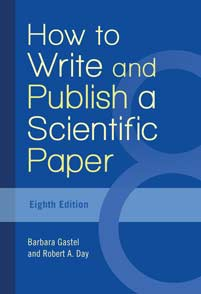 How to
Write and
Publish a
Scientific
Paper
Eighth Edition
Barbara Gastel
and Robert A. Day